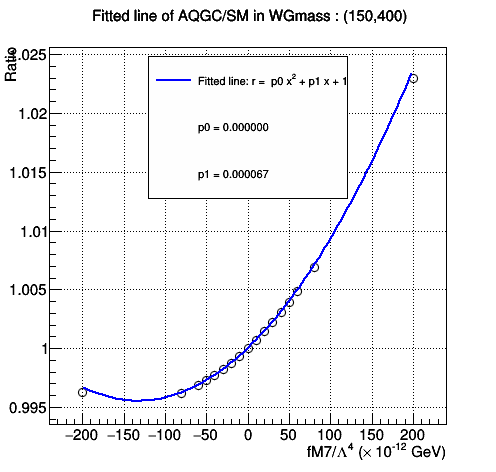 Fitted line of AQGC/SM in WGmass : (150,400)
Ratio
1.025
1.02
1.015
1.01
1.005
1
0.995
Fitted line: r = p0 x² + p1 x + 1
p0 = 0.000000
p1 = 0.000067
−200 −150 −100 −50 0 50 100 150 200
fM7/Λ⁴ (× 10⁻¹² GeV)